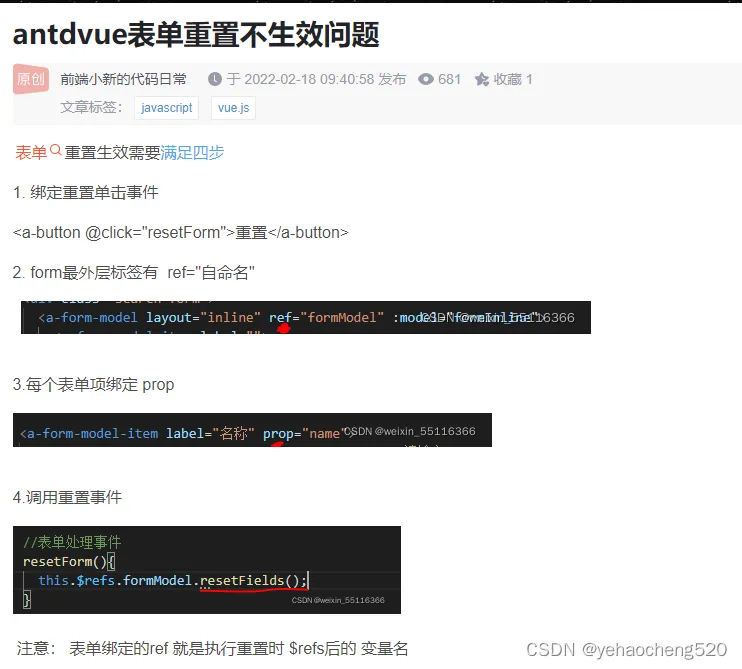 antdvue表单重置不生效问题
原创 前端小新的代码日常 于 2022-02-18 09:40:58 发布 681 收藏 1
文章标签： javascript vue.js
表单 重置生效需要满足四步
1. 绑定重置单击事件
<a-button @click="resetForm">重置</a-button>
2. form最外层标签有 ref="自命名"
<a-form-model layout="inline" ref="formModel" :model="formInline">
CSDN @weixin_55116366
3.每个表单项绑定 prop
<a-form-model-item label="名称" prop="name"
CSDN @weixin_55116366
4.调用重置事件
//表单处理事件
resetForm(){
this.$refs.formModel.resetFields();
}
CSDN @weixin_55116366
注意： 表单绑定的ref 就是执行重置时 $refs后的 变量名
CSDN @yehaocheng520